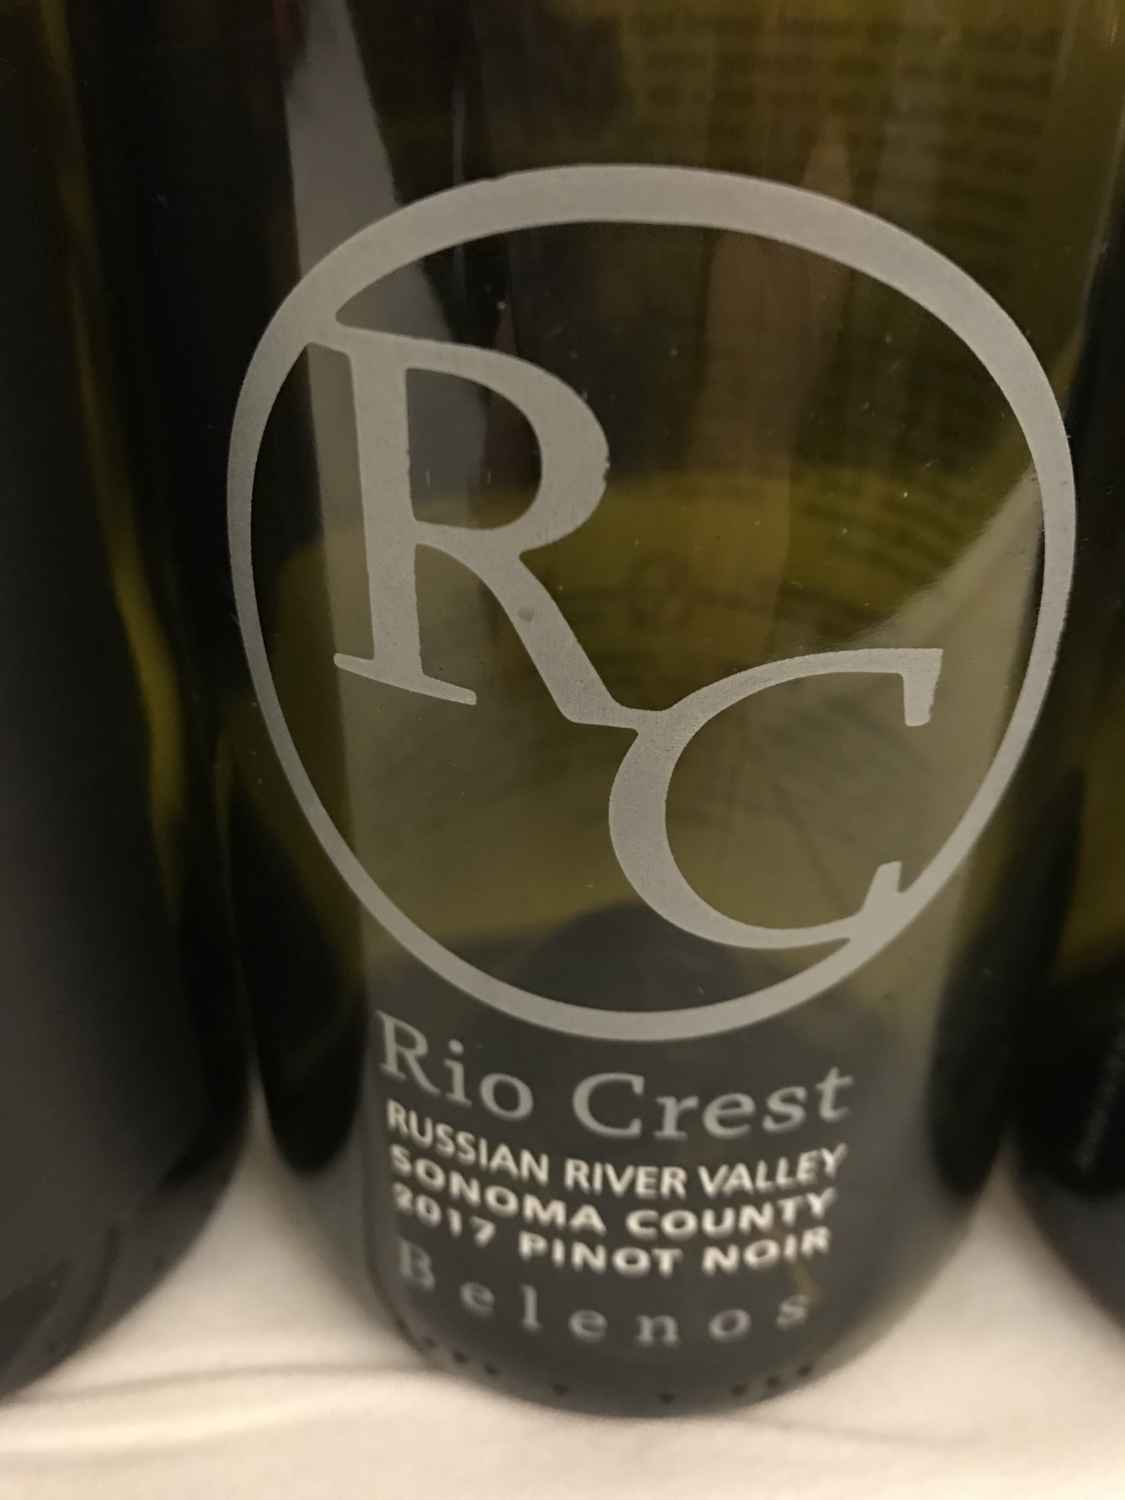 RC
Rio Crest
RUSSIAN RIVER VALLEY
SONOMA COUNTY
2017 PINOT NOIR
Belenos